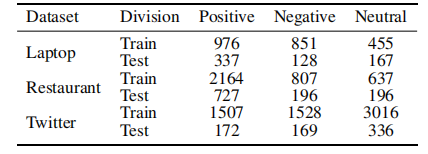 Dataset Division Positive Negative Neutral
Laptop Train 976 851 455
Test 337 128 167
Restaurant Train 2164 807 637
Test 727 196 196
Twitter Train 1507 1528 3016
Test 172 169 336